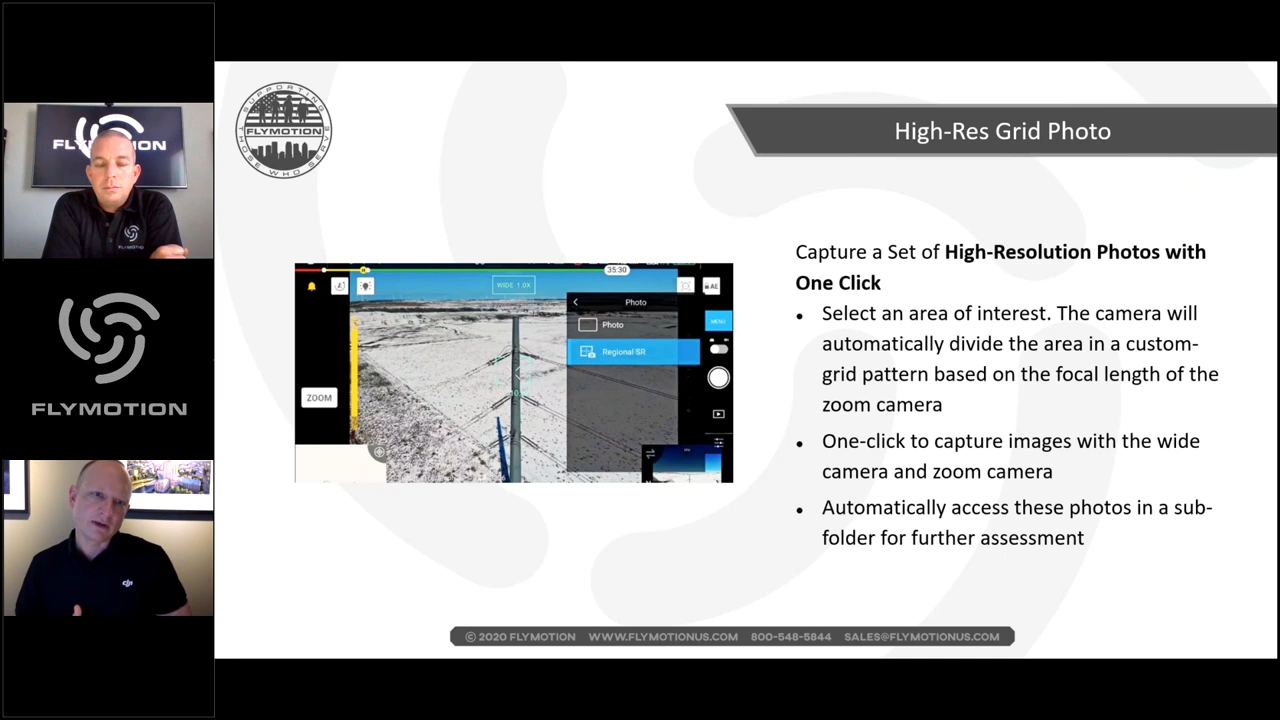 FLYMOTION
FLYMOTION
FLYMOTION
SUPPORTING
FLYMOTION
THOSE WHO SERVE
High-Res Grid Photo
35:30
WIDE 1.0X
AE
Photo
Photo
Regional SR
MENU
ZOOM
Capture a Set of High-Resolution Photos with
One Click
• Select an area of interest. The camera will
automatically divide the area in a custom-
grid pattern based on the focal length of the
zoom camera
• One-click to capture images with the wide
camera and zoom camera
• Automatically access these photos in a sub-
folder for further assessment
dji
© 2020 FLYMOTION WWW.FLYMOTIONUS.COM 800-548-5844 SALES@FLYMOTIONUS.COM